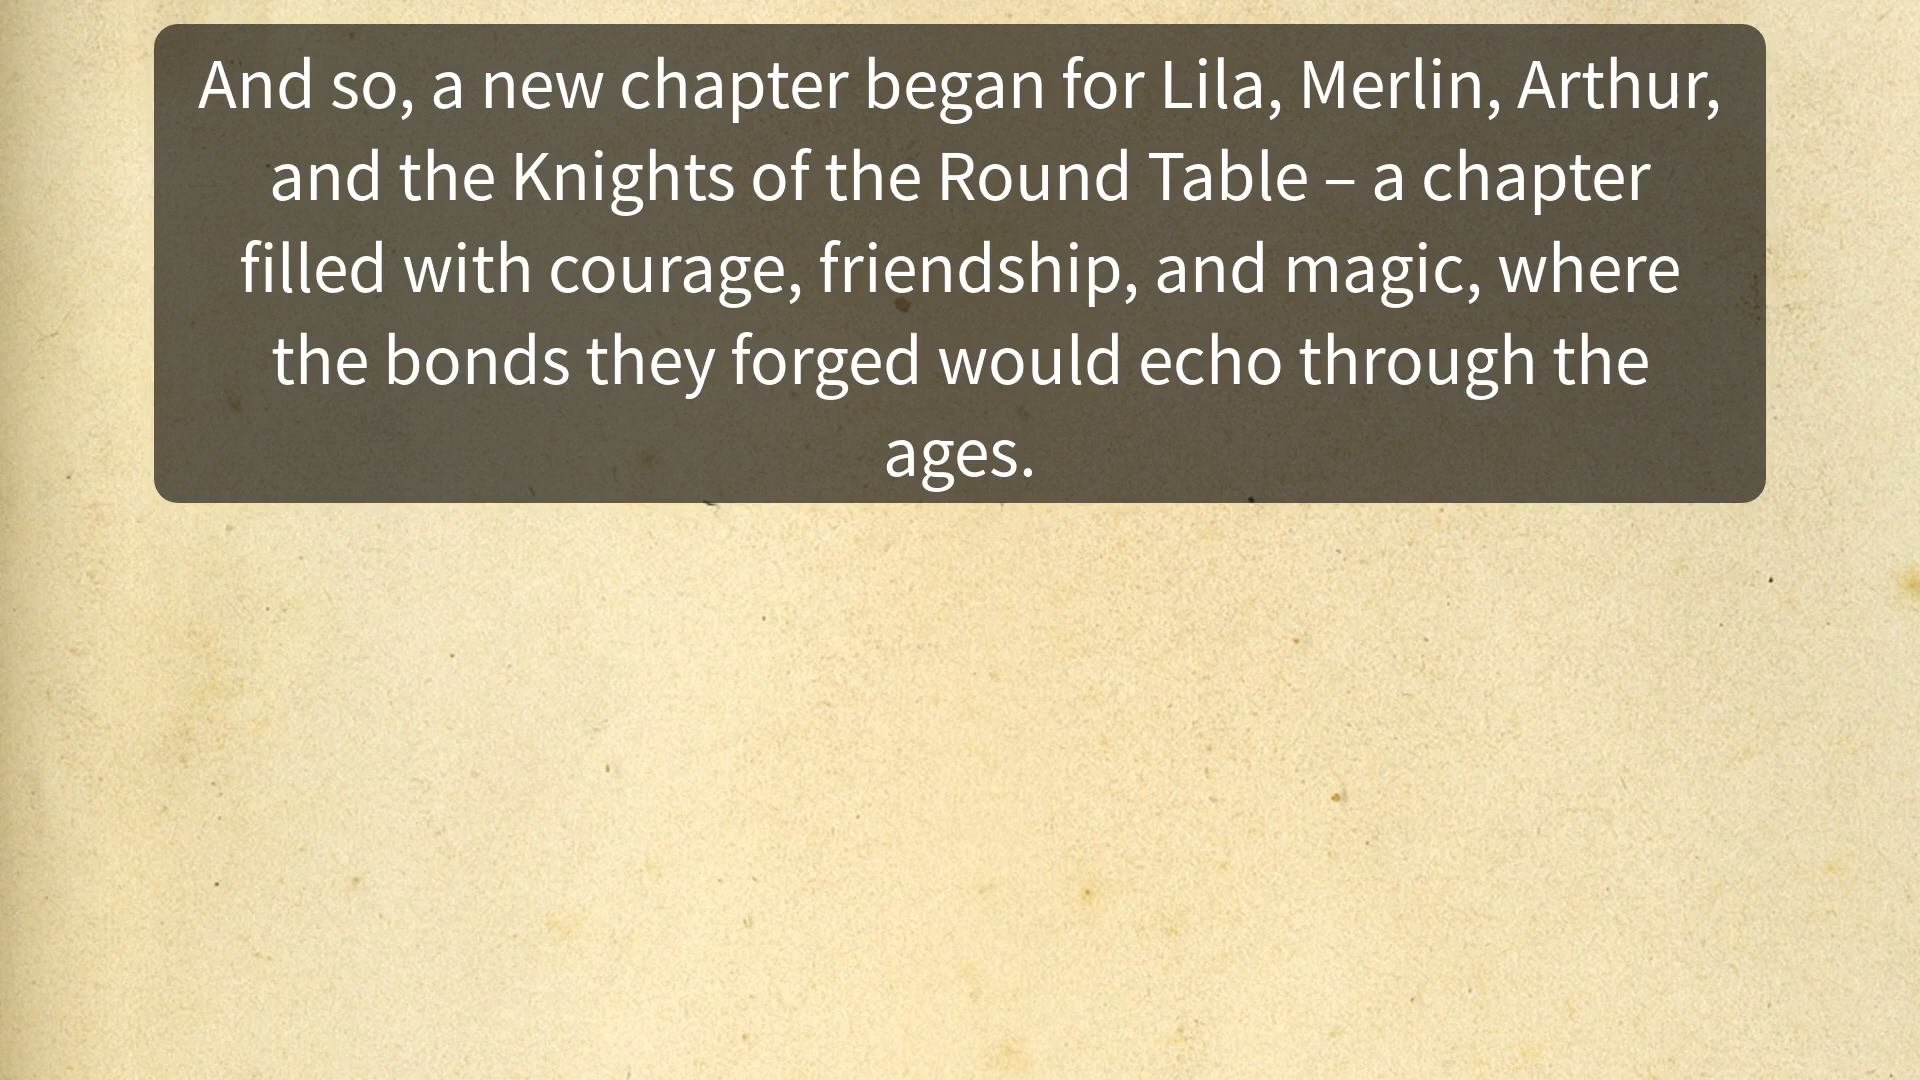 And so, a new chapter began for Lila, Merlin, Arthur,
and the Knights of the Round Table – a chapter
filled with courage, friendship, and magic, where
the bonds they forged would echo through the
ages.